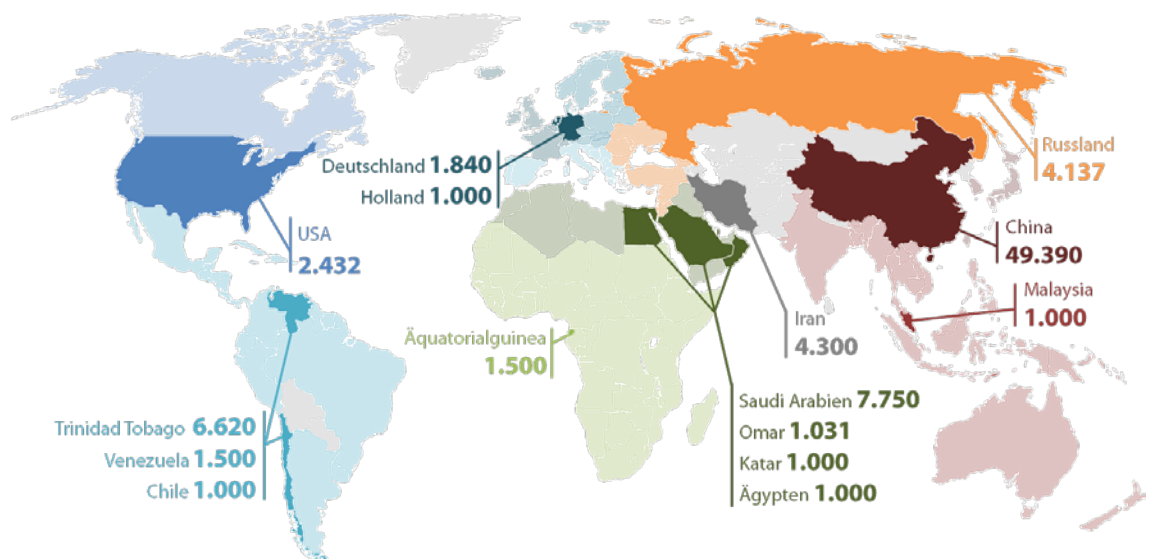 Deutschland 1.840
Holland 1.000
USA
2.432
Russland
4.137
China
49.390
Malaysia
1.000
Iran
4.300
Äquatorialguinea
1.500
Trinidad Tobago 6.620
Venezuela 1.500
Chile 1.000
Saudi Arabien 7.750
Omar 1.031
Katar 1.000
Ägypten 1.000